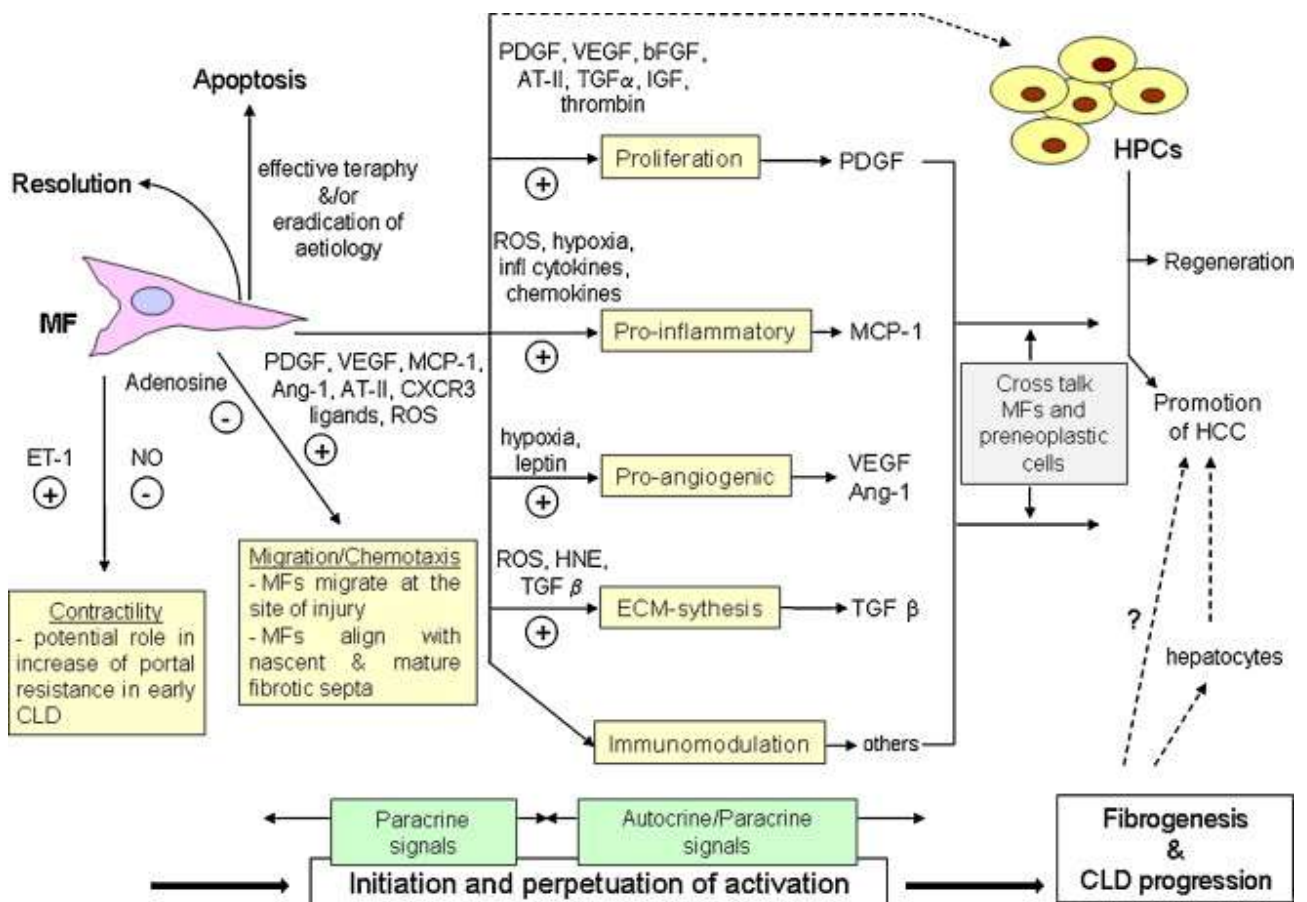 Apoptosis
Resolution
effective teraphy
&/or
eradication of
aetiology
MF
Adenosine
-
ET-1
+
NO
-
PDGF, VEGF, MCP-1,
Ang-1, AT-II, CXCR3
ligands, ROS
+
Contractility
- potential role in
increase of portal
resistance in early
CLD
Migration/Chemotaxis
- MFs migrate at the
site of injury
- MFs align with
nascent & mature
fibrotic septa
PDGF, VEGF, bFGF,
AT-II, TGFα, IGF,
thrombin
+
Proliferation
PDGF
ROS, hypoxia,
infl cytokines,
chemokines
+
Pro-inflammatory
MCP-1
hypoxia,
leptin
+
Pro-angiogenic
VEGF
Ang-1
ROS, HNE,
TGF β
+
ECM-sythesis
TGF β
Immunomodulation
others
HPCs
Regeneration
Cross talk
MFs and
preneoplastic
cells
Promotion
of HCC
?
hepatocytes
Paracrine
signals
Autocrine/Paracrine
signals
Initiation and perpetuation of activation
Fibrogenesis
&
CLD progression